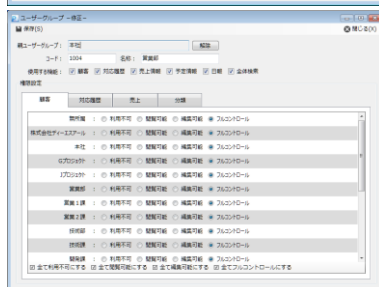 ユーザーグループ -修正-
保存(S) 閉じる(X)
親ユーザーグループ: 本社 解除
コード: 1004 名称: 営業部
使用する機能: 顧客 対応履歴 売上情報 予定情報 日報 全体検索
権限設定
顧客 対応履歴 売上 分類
無所属 : 利用不可 閲覧可能 編集可能 フルコントロール
株式会社ディーエスアール : 利用不可 閲覧可能 編集可能 フルコントロール
本社 : 利用不可 閲覧可能 編集可能 フルコントロール
Gプロジェクト : 利用不可 閲覧可能 編集可能 フルコントロール
Jプロジェクト : 利用不可 閲覧可能 編集可能 フルコントロール
営業部 : 利用不可 閲覧可能 編集可能 フルコントロール
営業1課 : 利用不可 閲覧可能 編集可能 フルコントロール
営業2課 : 利用不可 閲覧可能 編集可能 フルコントロール
技術部 : 利用不可 閲覧可能 編集可能 フルコントロール
技術課 : 利用不可 閲覧可能 編集可能 フルコントロール
開発課 : 利用不可 閲覧可能 編集可能 フルコントロール
全て利用不可にする 全て閲覧可能にする 全て編集可能にする 全てフルコントロールにする